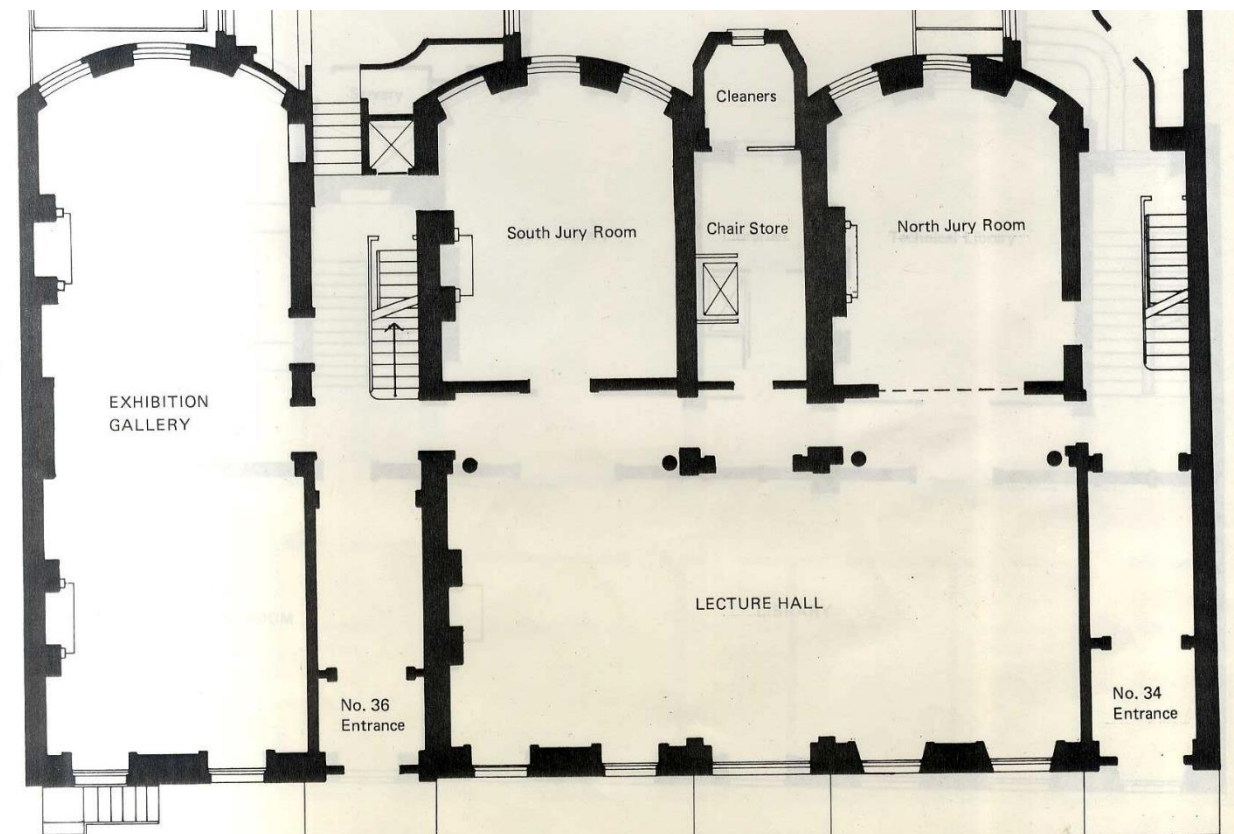 Cleaners
South Jury Room
Chair Store
North Jury Room
EXHIBITION
GALLERY
LECTURE HALL
No. 36
Entrance
No. 34
Entrance